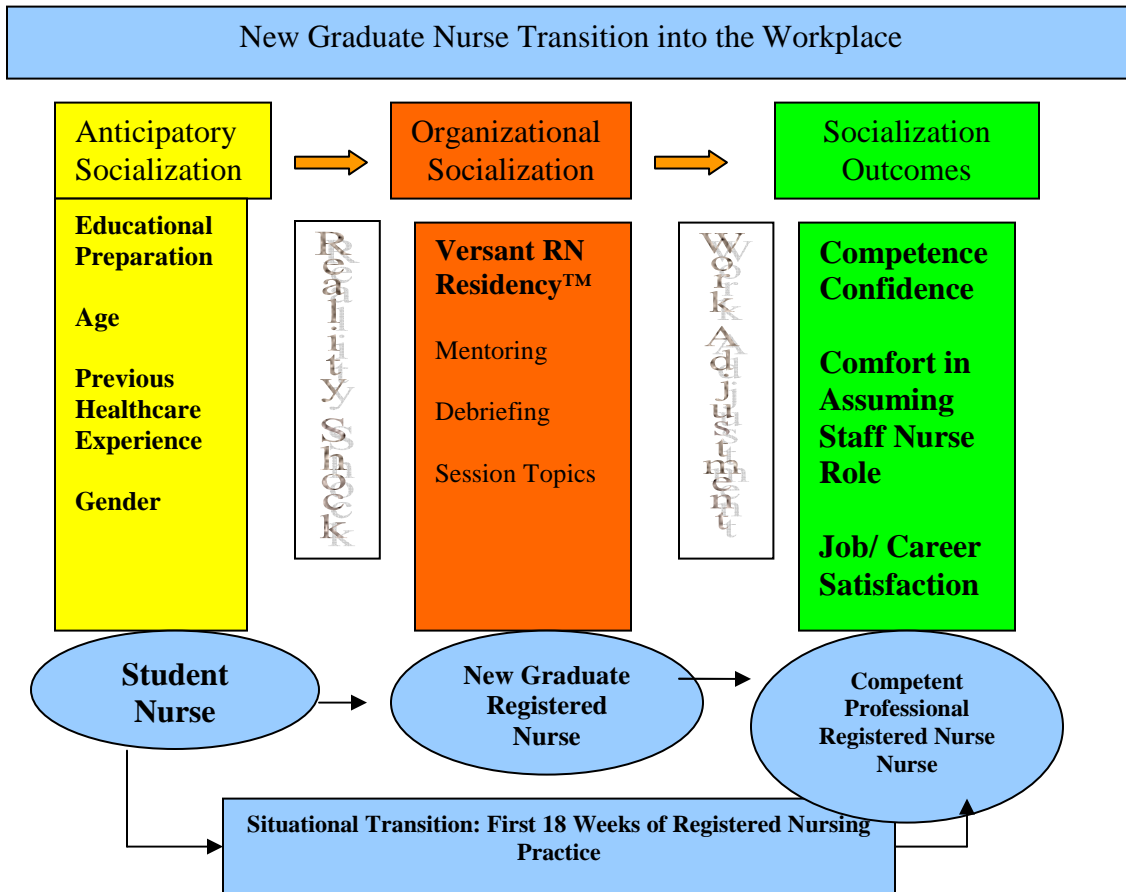 New Graduate Nurse Transition into the Workplace
Anticipatory
Socialization
Organizational
Socialization
Socialization
Outcomes
Educational
Preparation
Age
Previous
Healthcare
Experience
Gender
Reality Shock
Versant RN
Residency™
Mentoring
Debriefing
Session Topics
Work Adjustment
Competence
Confidence
Comfort in
Assuming
Staff Nurse
Role
Job/ Career
Satisfaction
Student
Nurse
New Graduate
Registered
Nurse
Competent
Professional
Registered Nurse
Nurse
Situational Transition: First 18 Weeks of Registered Nursing
Practice